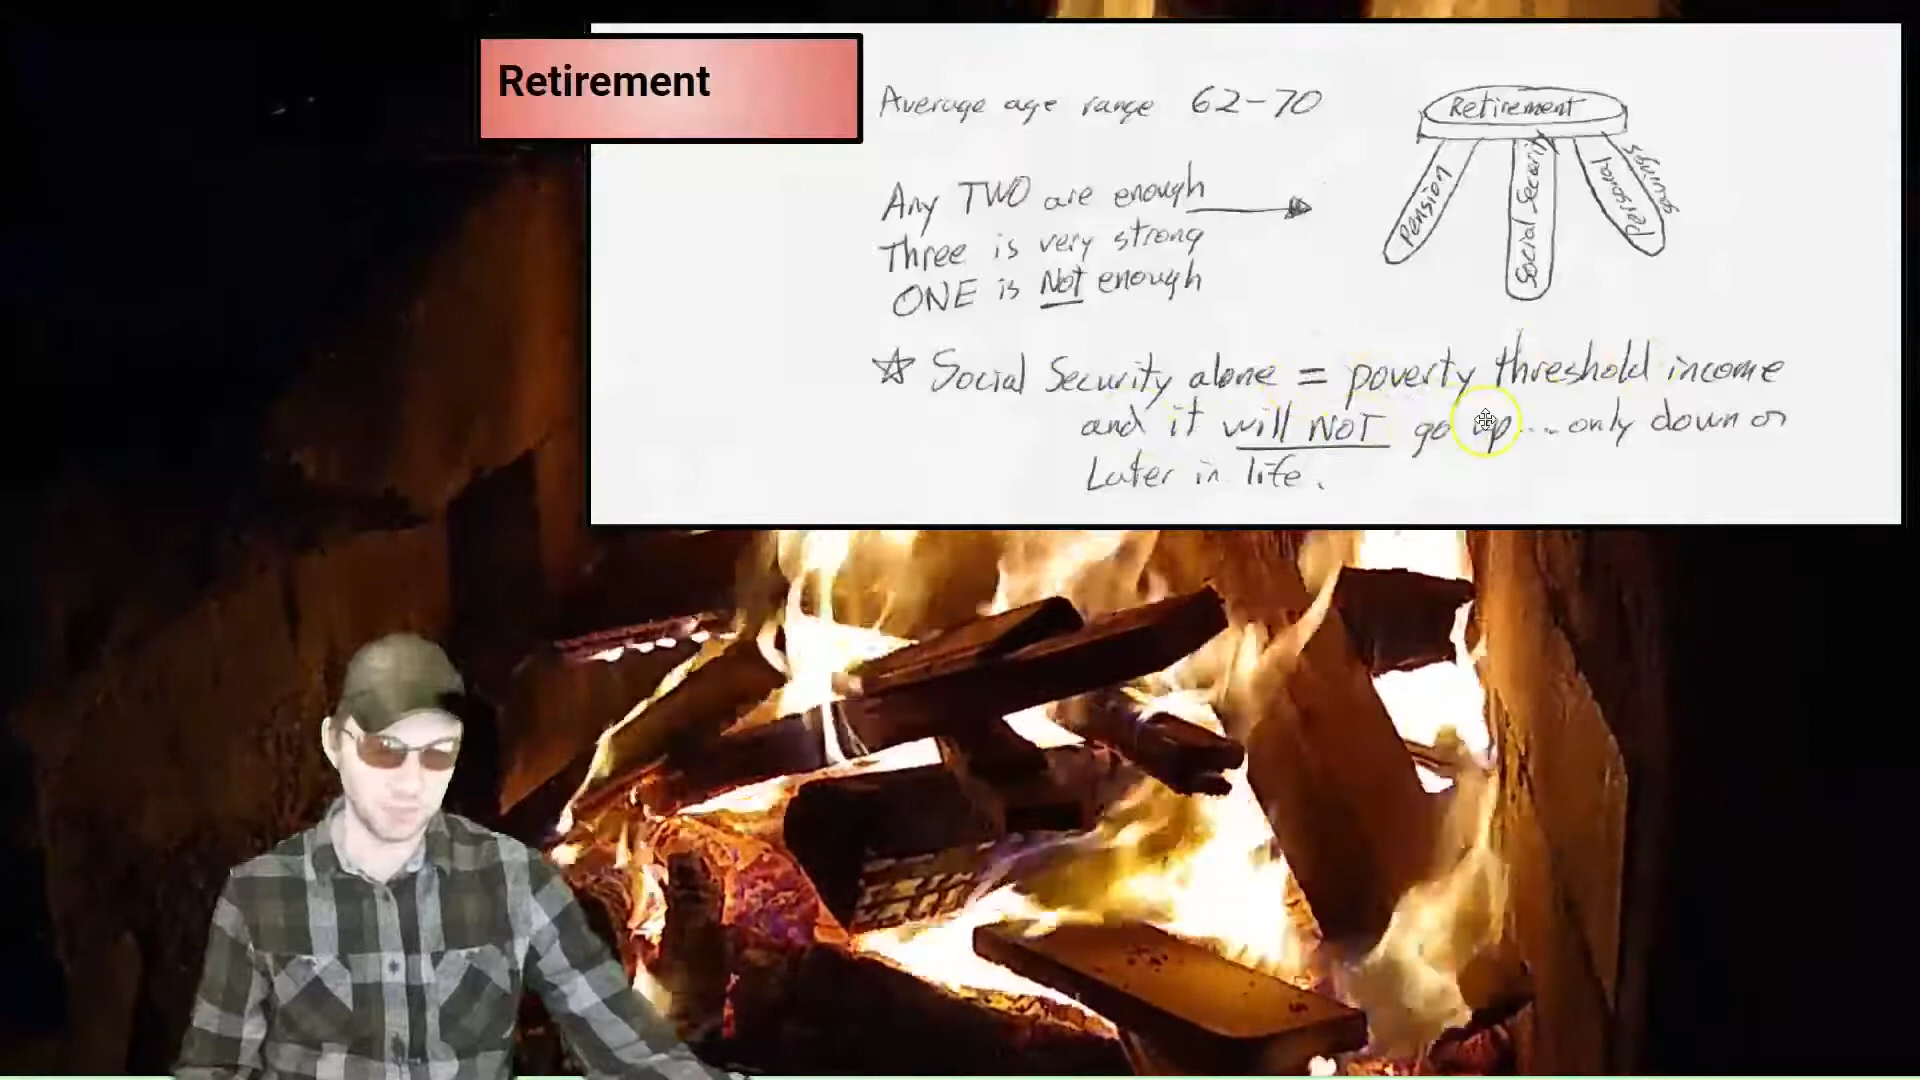 Retirement
Average age range 62-70
Any TWO are enough
Three is very strong
ONE is Not enough
Retirement
Pension
Social Security
Personal
savings
Social Security alone = poverty threshold income
and it will NOT go up... only down or
Later in life.